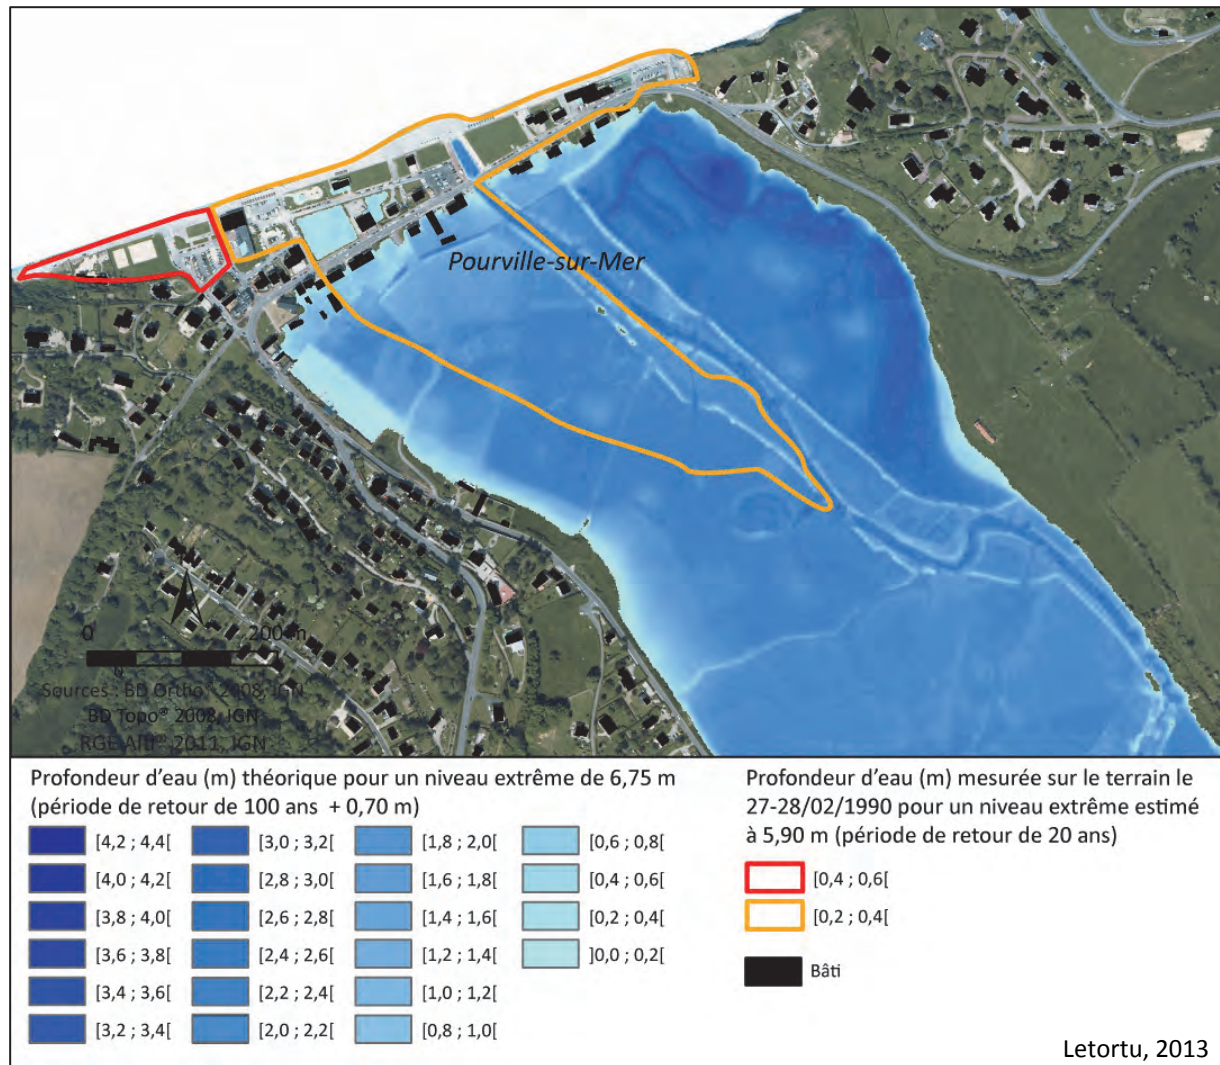 Pourville-sur-Mer
0 200 m
Sources : BD Ortho® 2008, IGN
BD Topo® 2008, IGN
RGE Alti® 2011, IGN
Profondeur d'eau (m) théorique pour un niveau extrême de 6,75 m
(période de retour de 100 ans + 0,70 m)
[4,2 ; 4,4[ [3,0 ; 3,2[ [1,8 ; 2,0[ [0,6 ; 0,8[
[4,0 ; 4,2[ [2,8 ; 3,0[ [1,6 ; 1,8[ [0,4 ; 0,6[
[3,8 ; 4,0[ [2,6 ; 2,8[ [1,4 ; 1,6[ [0,2 ; 0,4[
[3,6 ; 3,8[ [2,4 ; 2,6[ [1,2 ; 1,4[ ]0,0 ; 0,2[
[3,4 ; 3,6[ [2,2 ; 2,4[ [1,0 ; 1,2[
[3,2 ; 3,4[ [2,0 ; 2,2[ [0,8 ; 1,0[
Profondeur d'eau (m) mesurée sur le terrain le
27-28/02/1990 pour un niveau extrême estimé
à 5,90 m (période de retour de 20 ans)
[0,4 ; 0,6[
[0,2 ; 0,4[
Bâti
Letortu, 2013